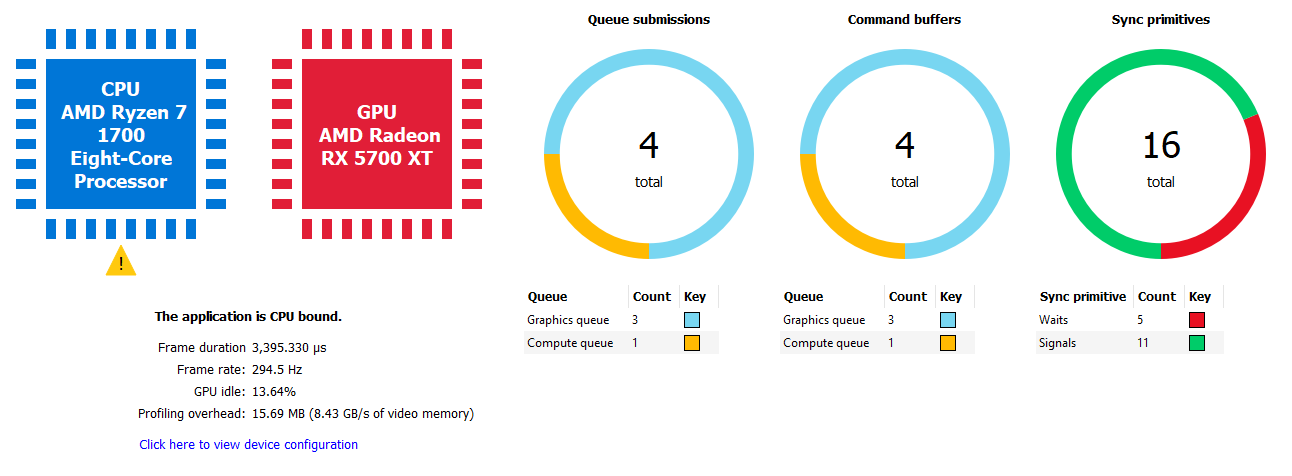 CPU
AMD Ryzen 7
1700
Eight-Core
Processor
GPU
AMD Radeon
RX 5700 XT
!
The application is CPU bound.
Frame duration 3,395.330 µs
Frame rate: 294.5 Hz
GPU idle: 13.64%
Profiling overhead: 15.69 MB (8.43 GB/s of video memory)
Click here to view device configuration
Queue submissions
4
total
Queue Count Key
Graphics queue 3
Compute queue 1
Command buffers
4
total
Queue Count Key
Graphics queue 3
Compute queue 1
Sync primitives
16
total
Sync primitive Count Key
Waits 5
Signals 11